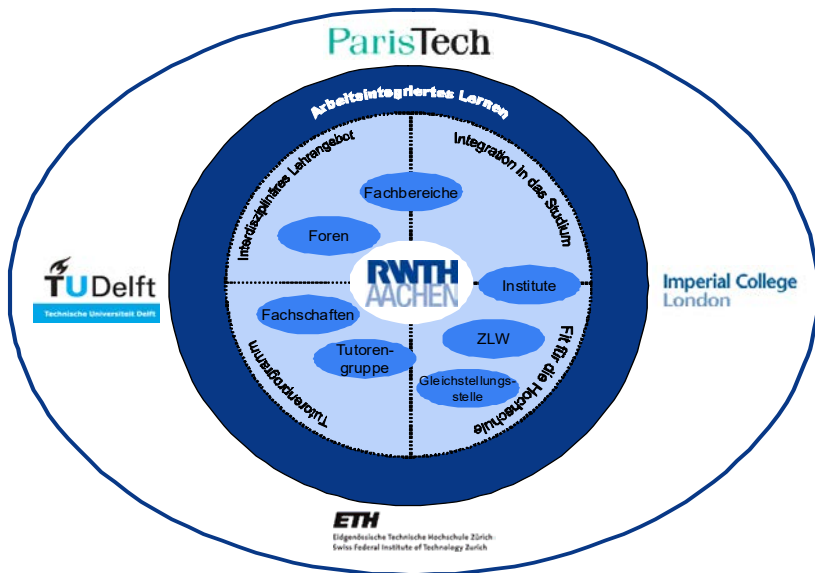 ParisTech
Arbeitsintegriertes Lernen
Interdisziplinäres Lehrangebot
Integration in das Studium
Fachbereiche
Foren
RWTH
AACHEN
Institute
TUDelft
Technische Universiteit Delft
Imperial College
London
Fachschaften
ZLW
Tutoren-
gruppe
Gleichstellungs-
stelle
Tutorenprogramm
Fit für die Hochschule
ETH
Eidgenössische Technische Hochschule Zürich
Swiss Federal Institute of Technology Zurich